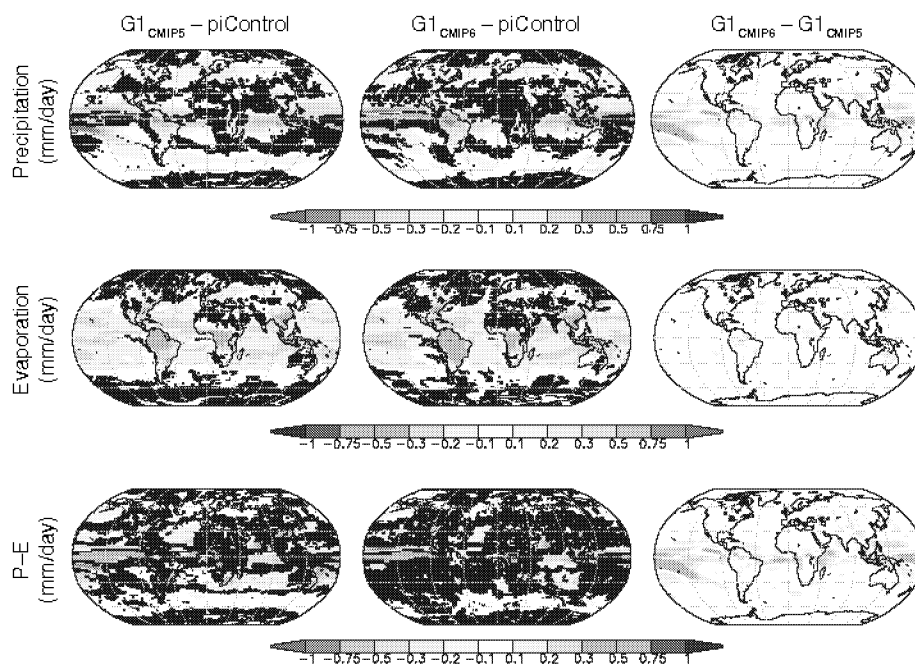 G1CMIP5 – piControl
G1CMIP6 – piControl
G1CMIP6 – G1CMIP5
Precipitation
(mm/day)
-1 -0.75 -0.5 -0.3 -0.2 -0.1 0.1 0.2 0.3 0.5 0.75 1
Evaporation
(mm/day)
-1 -0.75 -0.5 -0.3 -0.2 -0.1 0.1 0.2 0.3 0.5 0.75 1
P–E
(mm/day)
-1 -0.75 -0.5 -0.3 -0.2 -0.1 0.1 0.2 0.3 0.5 0.75 1